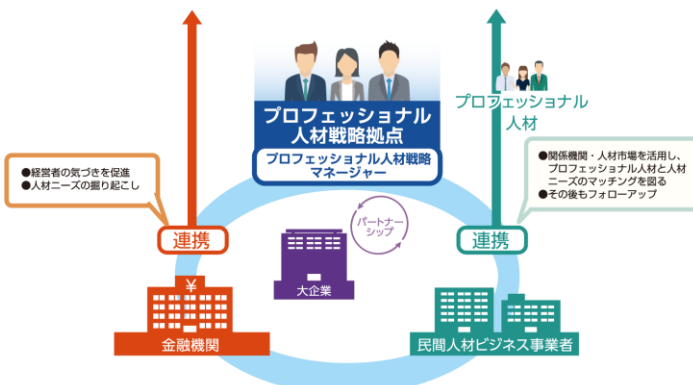 プロフェッショナル
人材戦略拠点
プロフェッショナル人材戦略
マネージャー
プロフェッショナル
人材
●経営者の気づきを促進
●人材ニーズの掘り起こし
●関係機関・人材市場を活用し、
プロフェッショナル人材と人材
ニーズのマッチングを図る
●その後もフォローアップ
パートナー
シップ
連携
連携
¥
大企業
金融機関
民間人材ビジネス事業者